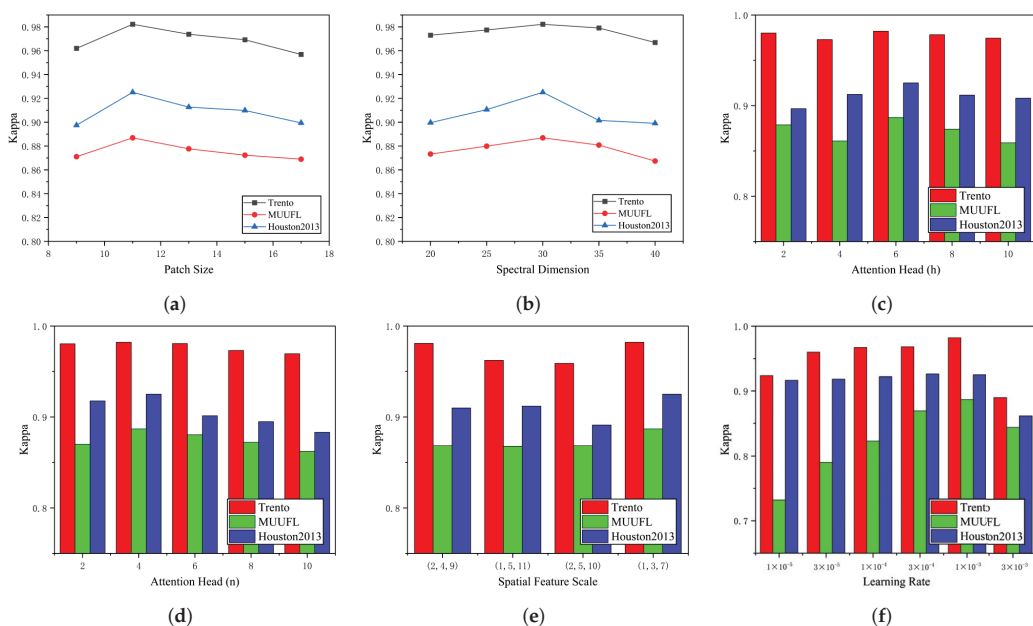 0.98
0.96
0.94
0.92
0.90
0.88
0.86
0.84
0.82
0.80
Kappa
Trento
MUUFL
Houston2013
8 10 12 14 16 18
Patch Size
(a)
0.98
0.96
0.94
0.92
0.90
0.88
0.86
0.84
0.82
0.80
Kappa
Trento
MUUFL
Houston2013
20 25 30 35 40
Spectral Dimension
(b)
1.0
0.9
0.8
Kappa
Trento
MUUFL
Houston2013
2 4 6 8 10
Attention Head (h)
(c)
1.0
0.9
0.8
Kappa
Trento
MUUFL
Houston2013
2 4 6 8 10
Attention Head (n)
(d)
1.0
0.9
0.8
Kappa
Trento
MUUFL
Houston2013
(2,4,9) (1,5,11) (2,5,10) (1,3,7)
Spatial Feature Scale
(e)
1.0
0.9
0.8
0.7
Kappa
Trento
MUUFL
Houston2013
1×10⁻⁵ 3×10⁻⁵ 1×10⁻⁴ 3×10⁻⁴ 1×10⁻³ 3×10⁻³
Learning Rate
(f)